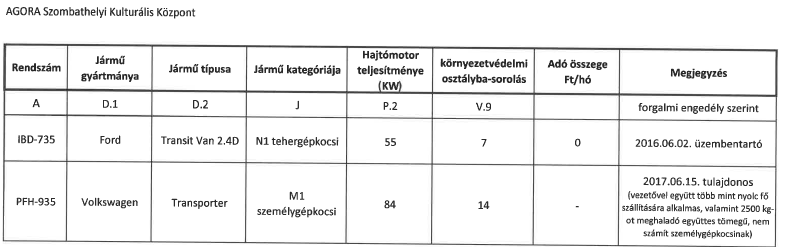 AGORA Szombathelyi Kulturális Központ
Rendszám Jármű gyártmánya Jármű típusa Jármű kategóriája Hajtómotor teljesítménye (KW) környezetvédelmi osztályba-sorolás Adó összege Ft/hó Megjegyzés
A D.1 D.2 J P.2 V.9 forgalmi engedély szerint
IBD-735 Ford Transit Van 2.4D N1 tehergépkocsi 55 7 0 2016.06.02. üzembentartó
PFH-935 Volkswagen Transporter M1 személygépkocsi 84 14 - 2017.06.15. tulajdonos
(vezetővel együtt több mint nyolc fő
szállítására alkalmas, valamint 2500 kg-
ot meghaladó együttes tömegű, nem
számít személygépkocsinak)